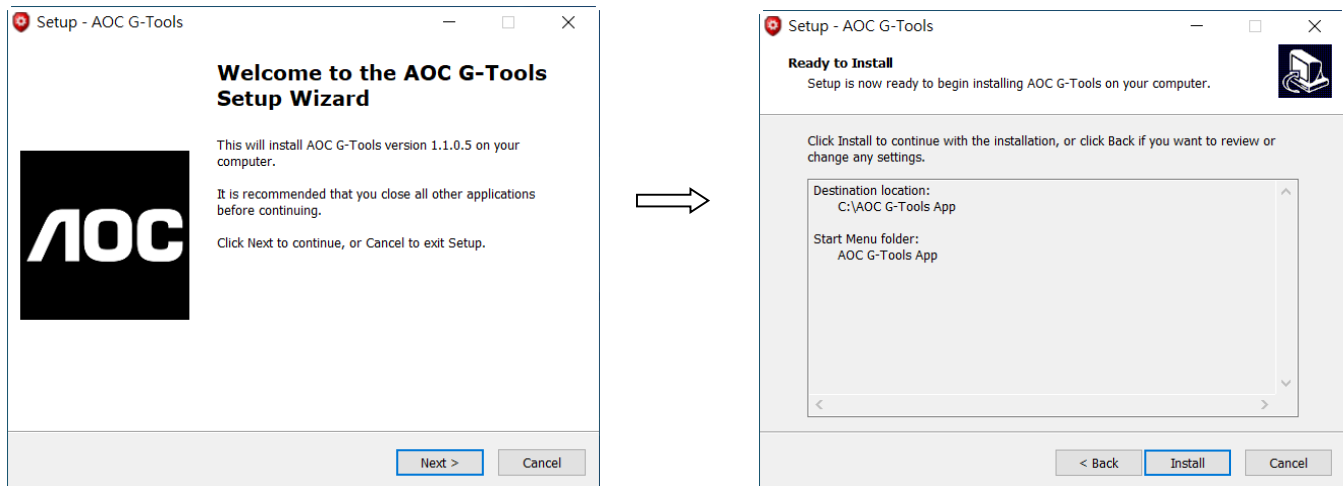 Setup - AOC G-Tools
Welcome to the AOC G-Tools
Setup Wizard
This will install AOC G-Tools version 1.1.0.5 on your
computer.
It is recommended that you close all other applications
before continuing.
Click Next to continue, or Cancel to exit Setup.
AOC
Next >
Cancel
Setup - AOC G-Tools
Ready to Install
Setup is now ready to begin installing AOC G-Tools on your computer.
Click Install to continue with the installation, or click Back if you want to review or
change any settings.
Destination location:
C:\AOC G-Tools App
Start Menu folder:
AOC G-Tools App
< Back
Install
Cancel